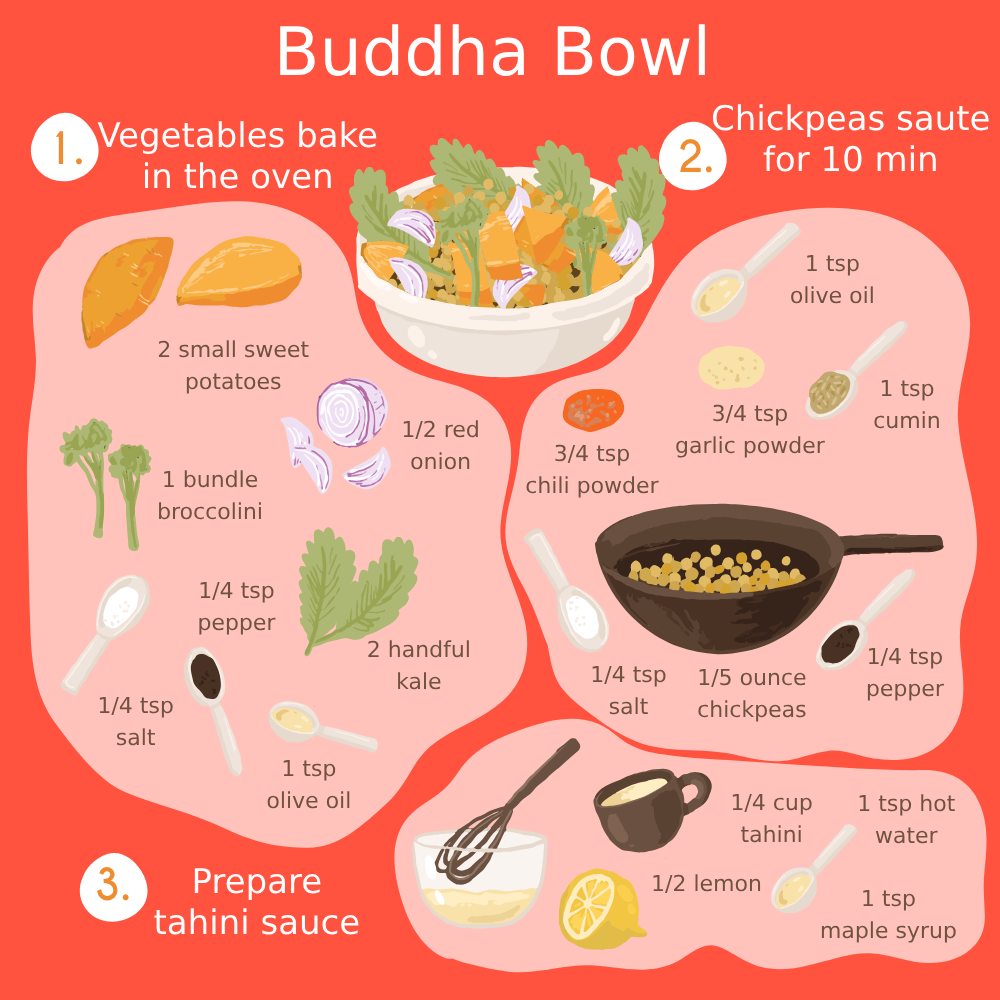 Buddha Bowl
1.
Vegetables bake
in the oven
2 small sweet
potatoes
1/2 red
onion
1 bundle
broccolini
1/4 tsp
pepper
2 handful
kale
1/4 tsp
salt
1 tsp
olive oil
2.
Chickpeas saute
for 10 min
1 tsp
olive oil
1 tsp
cumin
3/4 tsp
garlic powder
3/4 tsp
chili powder
1/4 tsp
salt
1/5 ounce
chickpeas
1/4 tsp
pepper
3.
Prepare
tahini sauce
1/4 cup
tahini
1 tsp hot
water
1/2 lemon
1 tsp
maple syrup